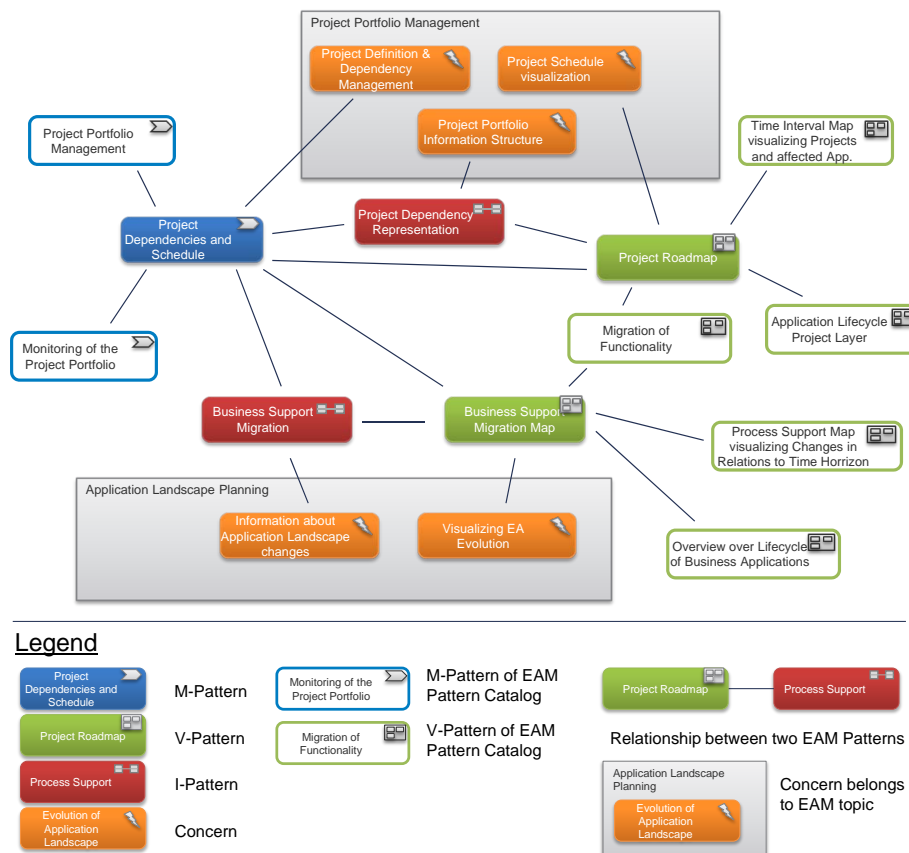 Project Portfolio Management
Project Definition &
Dependency
Management
Project Schedule
visualization
Project Portfolio
Information Structure
Project Portfolio
Management
Time Interval Map
visualizing Projects
and affected App.
Project
Dependencies and
Schedule
Project Dependency
Representation
Project Roadmap
Monitoring of the
Project Portfolio
Migration of
Functionality
Application Lifecycle
Project Layer
Business Support
Migration
Business Support
Migration Map
Process Support Map
visualizing Changes in
Relations to Time Horrizon
Application Landscape Planning
Information about
Application Landscape
changes
Visualizing EA
Evolution
Overview over Lifecycle
of Business Applications
Legend
Project
Dependencies and
Schedule
M-Pattern
Monitoring of the
Project Portfolio
M-Pattern of EAM
Pattern Catalog
Project Roadmap
Process Support
Project Roadmap
V-Pattern
Migration of
Functionality
V-Pattern of EAM
Pattern Catalog
Relationship between two EAM Patterns
Process Support
I-Pattern
Application Landscape
Planning
Evolution of
Application
Landscape
Concern belongs
to EAM topic
Evolution of
Application
Landscape
Concern